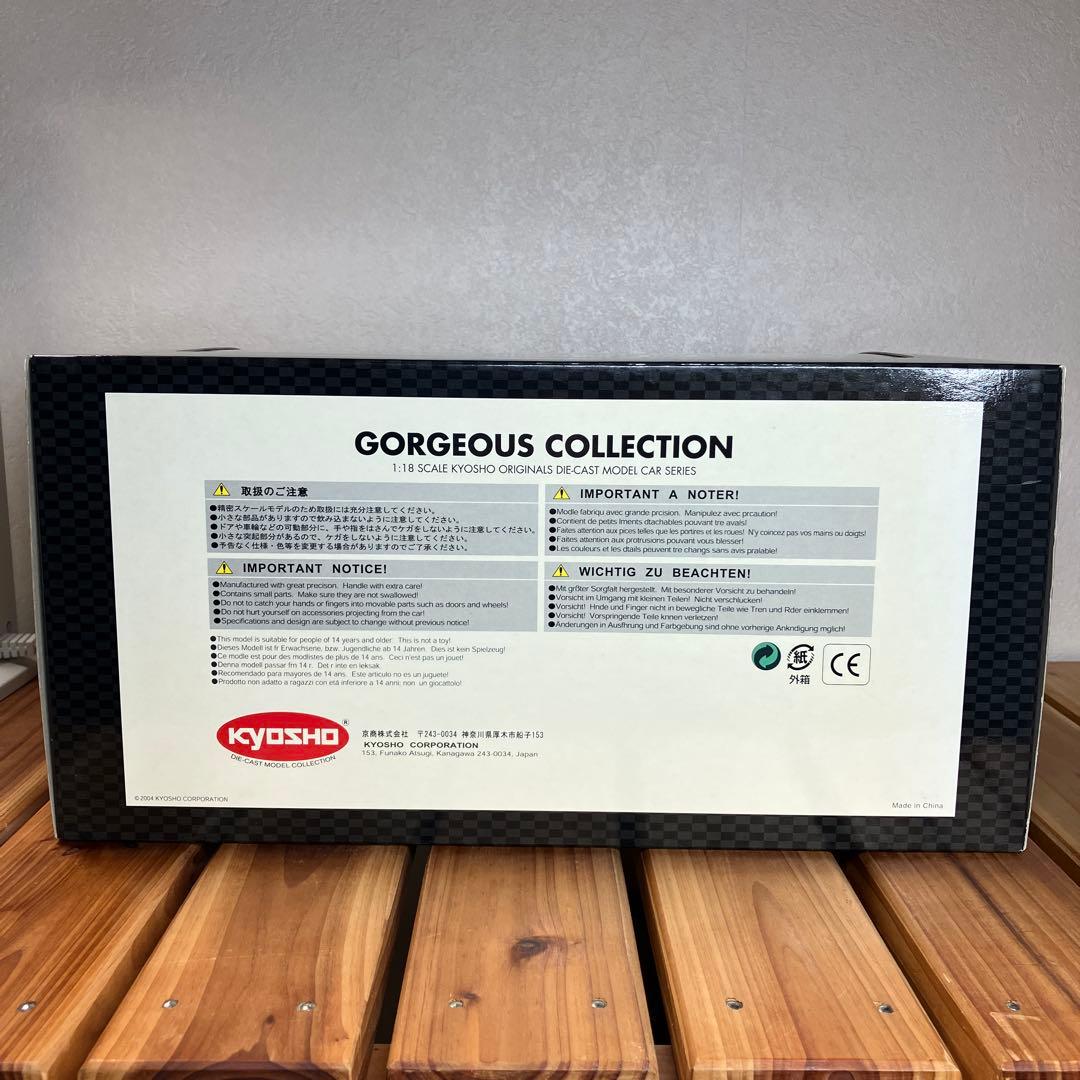 GORGEOUS COLLECTION
1:18 SCALE KYOSHO ORIGINALS DIE-CAST MODEL CAR SERIES
取扱のご注意
●精密スケールモデルのため取扱には充分注意してください。
●小さな部品がありますので飲み込まないように注意してください。
●ドアや車輪などの可動部分に、手や指をはさんでケガをしないように注意してください。
●小さな突起部分があるので、ケガをしないように注意してください。
●予告なく仕様・色等を変更する場合がありますのでご了承ください。
IMPORTANT NOTICE!
●Manufactured with great precison. Handle with extra care!
●Contains small parts. Make sure they are not swallowed!
●Do not to catch your hands or fingers into movable parts such as doors and wheels!
●Do not hurt yourself on accessories projecting from the car!
●Specifications and design are subject to change without previous notice!
IMPORTANT A NOTER!
●Modle fabriqu avec grande prcision. Manipulez avec prcaution!
●Contient de petits lments dtachables pouvant tre avals!
●Faites attention aux pices telles que les portires et les roues! N'y coincez pas vos mains ou doigts!
●Faites attention aux protrusions pouvant vous blesser!
●Les couleurs et les dtails peuvent tre changs sans avis pralable!
WICHTIG ZU BEACHTEN!
●Mit grßter Sorgfalt hergestellt. Mit besonderer Vorsicht zu behandeln!
●Vorsicht im Umgang mit kleinen Teilen! Nicht verschlucken!
●Vorsicht! Hnde und Finger nicht in bewegliche Teile wie Tren und Rder einklemmen!
●Vorsicht! Vorspringende Teile knnen verletzen!
●Anderungen in Ausfhrung und Farbgebung sind ohne vorherige Ankndigung mglich!
●This model is suitable for people of 14 years and older. This is not a toy!
●Dieses Modell ist fr Erwachsene, bzw. Jugendliche ab 14 Jahren. Dies ist kein Spielzeug!
●Ce modle est pour des modlistes de plus de 14 ans. Ceci n'est pas un jouet!
●Denna modell passar frn 14 r. Det r inte en leksak.
●Recomendado para mayores de 14 ans. Este articulo no es un juguete!
●Prodotto non adatto a ragazzi con etá inferiore a 14 anni; non un giocattolo!
紙
外箱
CE
KYOSHO®
DIE-CAST MODEL COLLECTION
京商株式会社 〒243-0034 神奈川県厚木市船子153
KYOSHO CORPORATION
153, Funako Atsugi, Kanagawa 243-0034, Japan
©2004 KYOSHO CORPORATION
Made in China